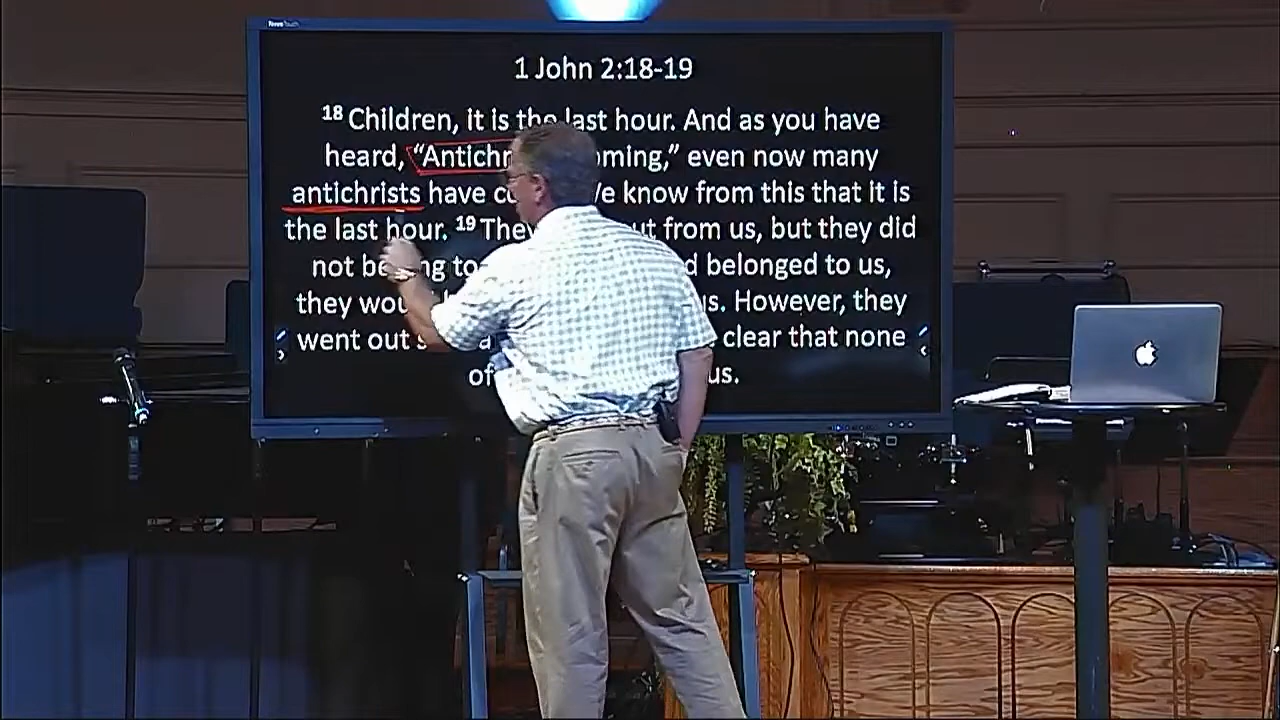 1 John 2:18-19
18 Children, it is the last hour. And as you have
heard, “Antichr oming,” even now many
antichrists have co e know from this that it is
the last hour. 19 They ut from us, but they did
not be ng to d belonged to us,
they wou us. However, they
went out clear that none
of us.